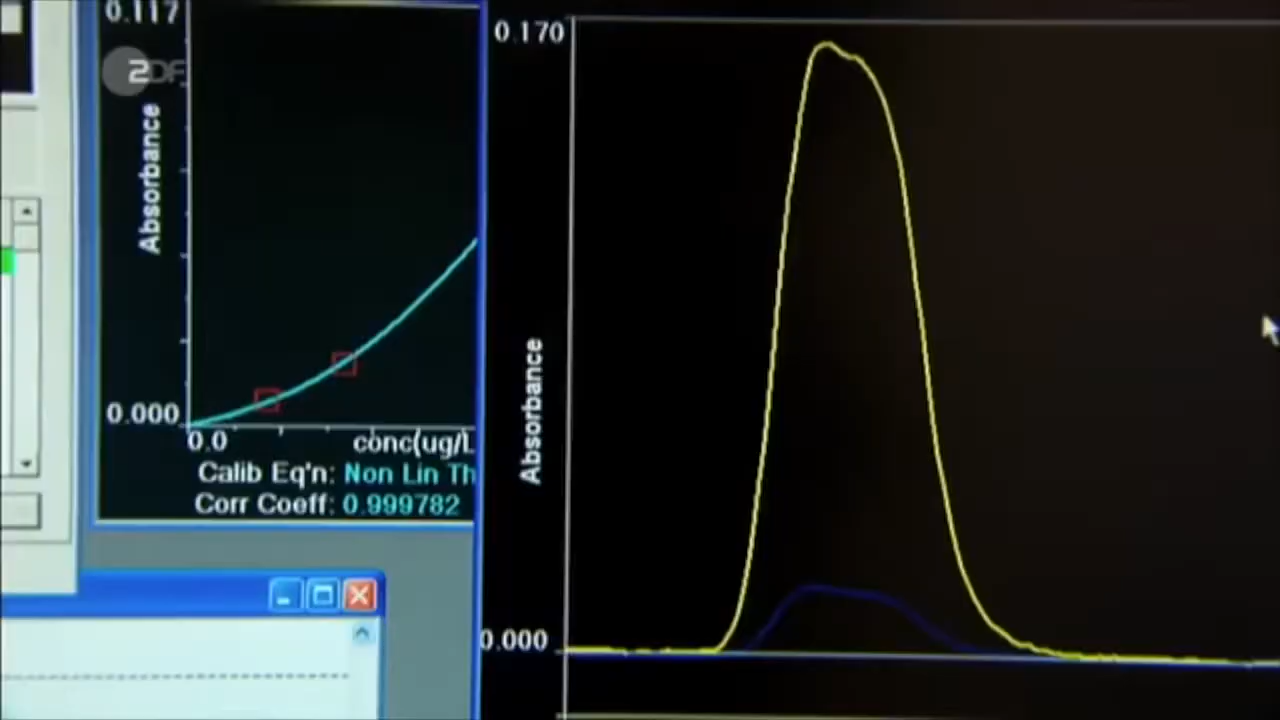 0.117
2DF
Absorbance
0.000
0.0
conc(ug/L
Calib Eq'n: Non Lin Th
Corr Coeff: 0.999782
0.170
Absorbance
0.000